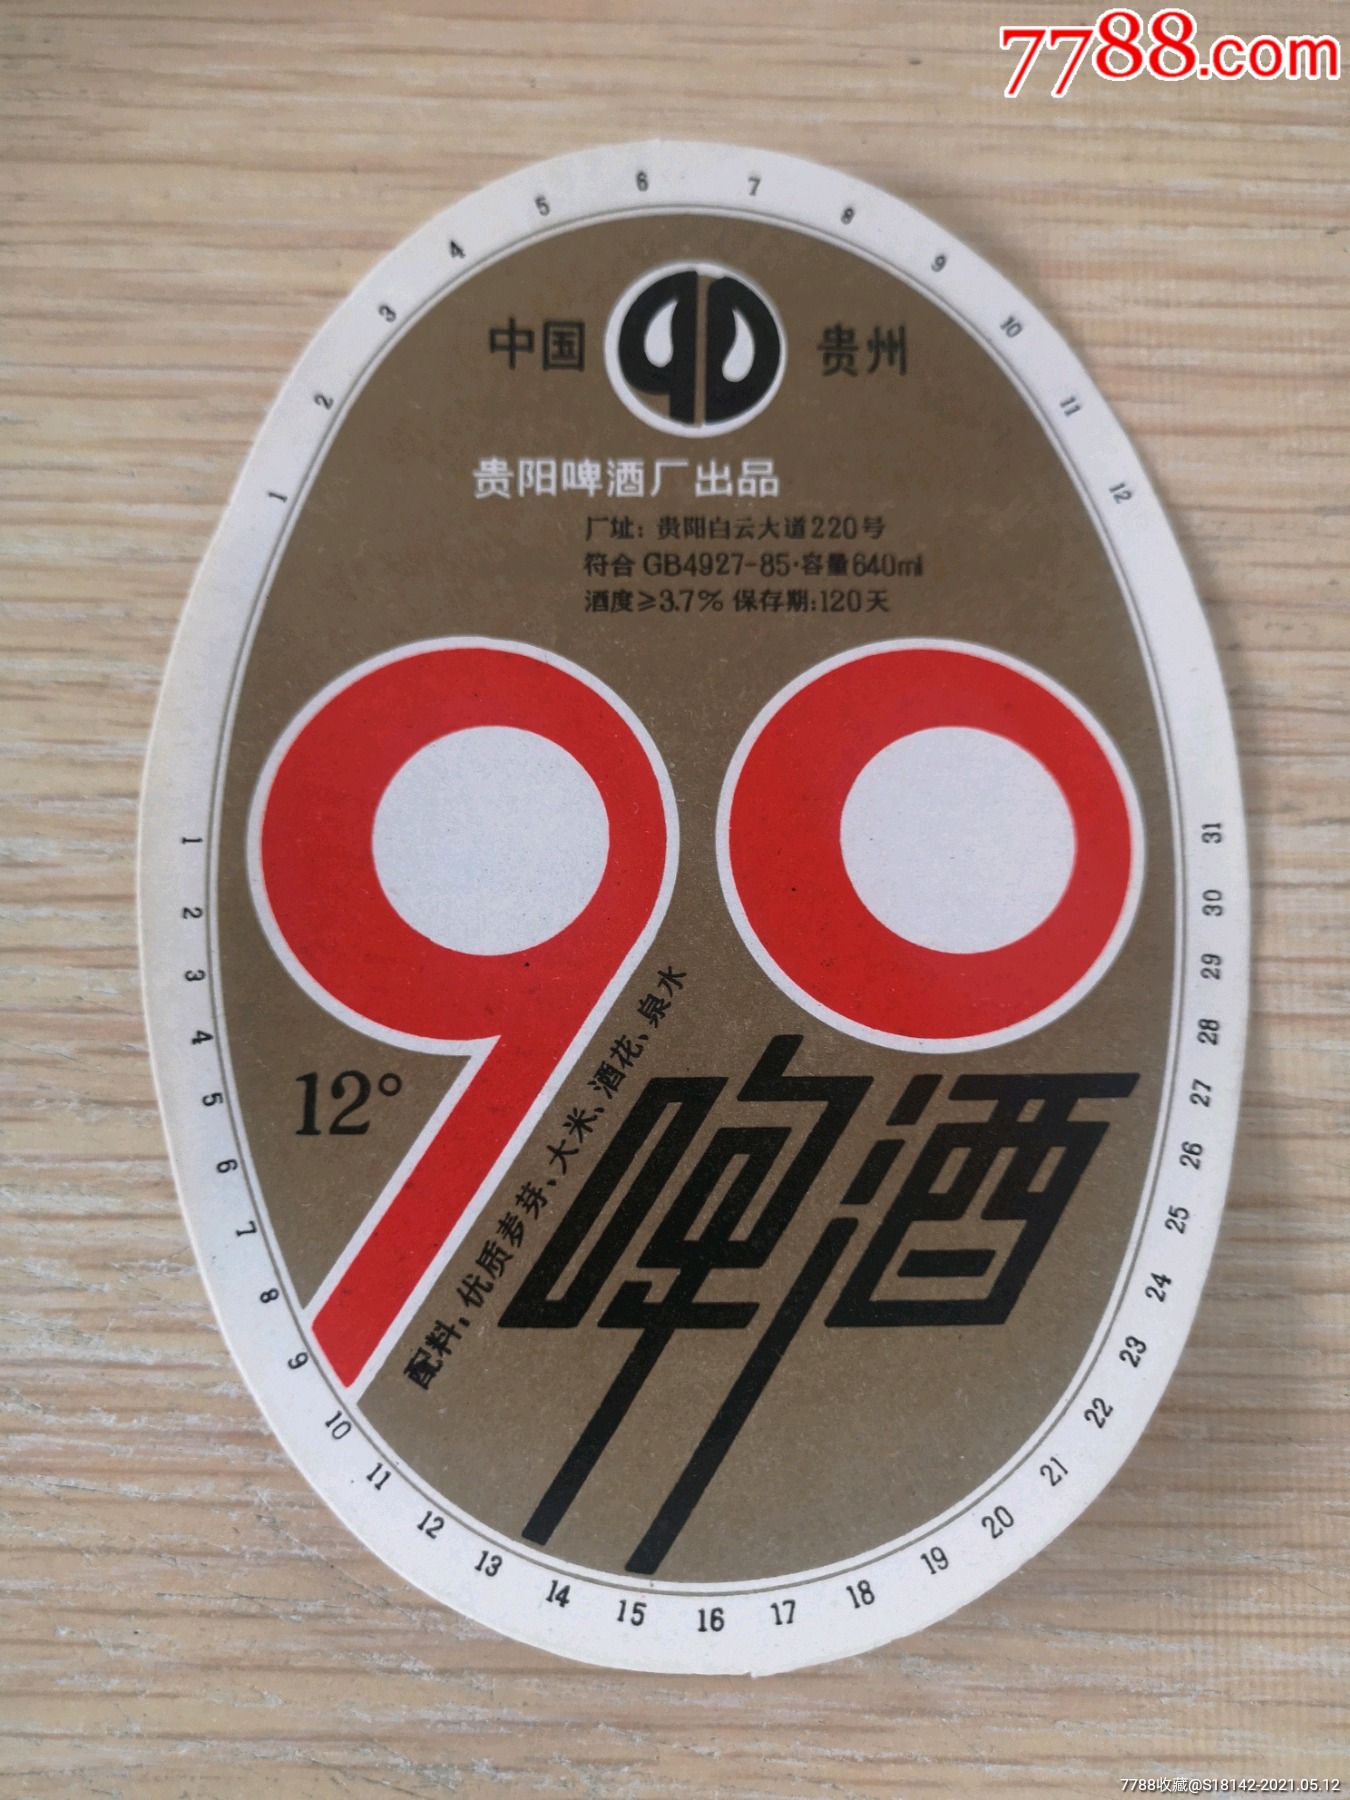 7788.com
1 2 3 4 5 6 7 8 9 10 11 12
中国 90 贵州
贵阳啤酒厂出品
厂址：贵阳白云大道220号
符合GB4927-85·容量640ml
酒度≥3.7% 保存期:120天
90
12°
配料，优质麦芽、大米、酒花、泉水
啤酒
1 2 3 4 5 6 7 8 9 10 11 12 13 14 15 16 17 18 19 20 21 22 23 24 25 26 27 28 29 30 31
7788收藏@S18142-2021.05.12